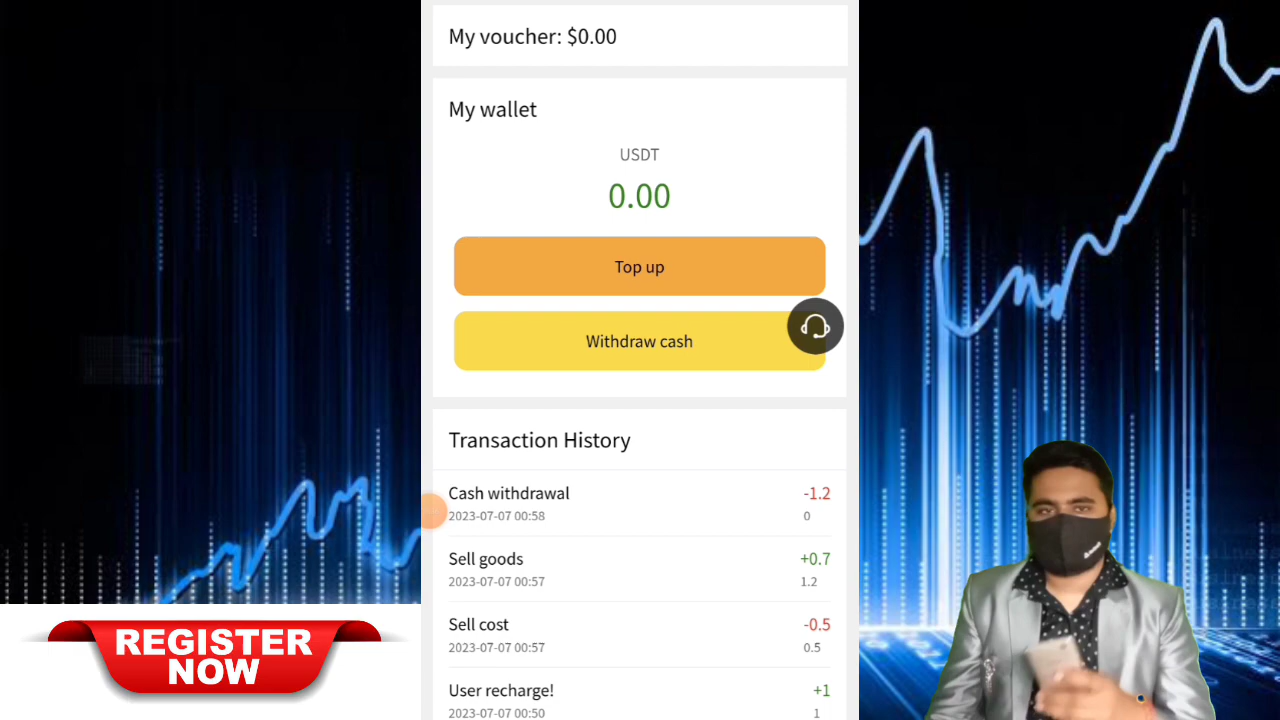 My voucher: $0.00
My wallet
USDT
0.00
Top up
Withdraw cash
Transaction History
Cash withdrawal -1.2
2023-07-07 00:58 0
Sell goods +0.7
2023-07-07 00:57 1.2
Sell cost -0.5
2023-07-07 00:57 0.5
User recharge! +1
2023-07-07 00:50 1
REGISTER
NOW